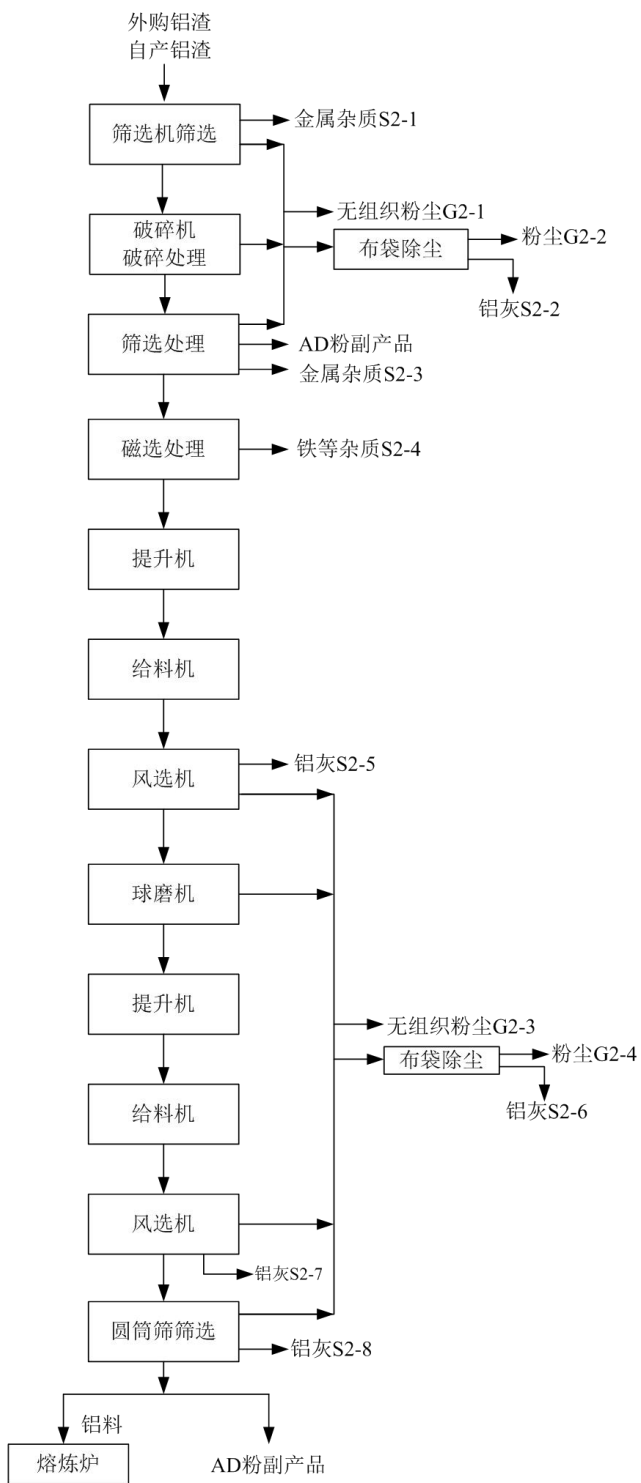 外购铝渣
自产铝渣
筛选机筛选
金属杂质S2-1
无组织粉尘G2-1
破碎机
破碎处理
布袋除尘
粉尘G2-2
铝灰S2-2
筛选处理
AD粉副产品
金属杂质S2-3
磁选处理
铁等杂质S2-4
提升机
给料机
风选机
铝灰S2-5
球磨机
提升机
无组织粉尘G2-3
布袋除尘
粉尘G2-4
铝灰S2-6
给料机
风选机
铝灰S2-7
圆筒筛筛选
铝灰S2-8
铝料
熔炼炉
AD粉副产品